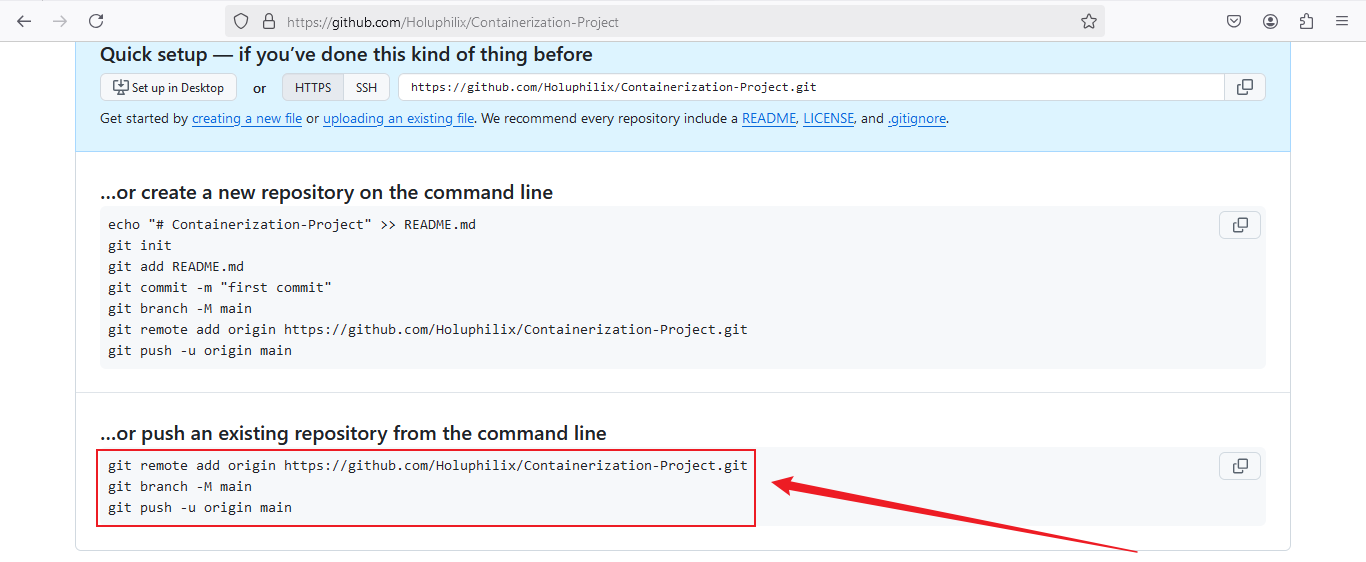 https://github.com/Holuphilix/Containerization-Project
Quick setup — if you've done this kind of thing before
Set up in Desktop or HTTPS SSH https://github.com/Holuphilix/Containerization-Project.git
Get started by creating a new file or uploading an existing file. We recommend every repository include a README, LICENSE, and .gitignore.
…or create a new repository on the command line
echo "# Containerization-Project" >> README.md
git init
git add README.md
git commit -m "first commit"
git branch -M main
git remote add origin https://github.com/Holuphilix/Containerization-Project.git
git push -u origin main
…or push an existing repository from the command line
git remote add origin https://github.com/Holuphilix/Containerization-Project.git
git branch -M main
git push -u origin main